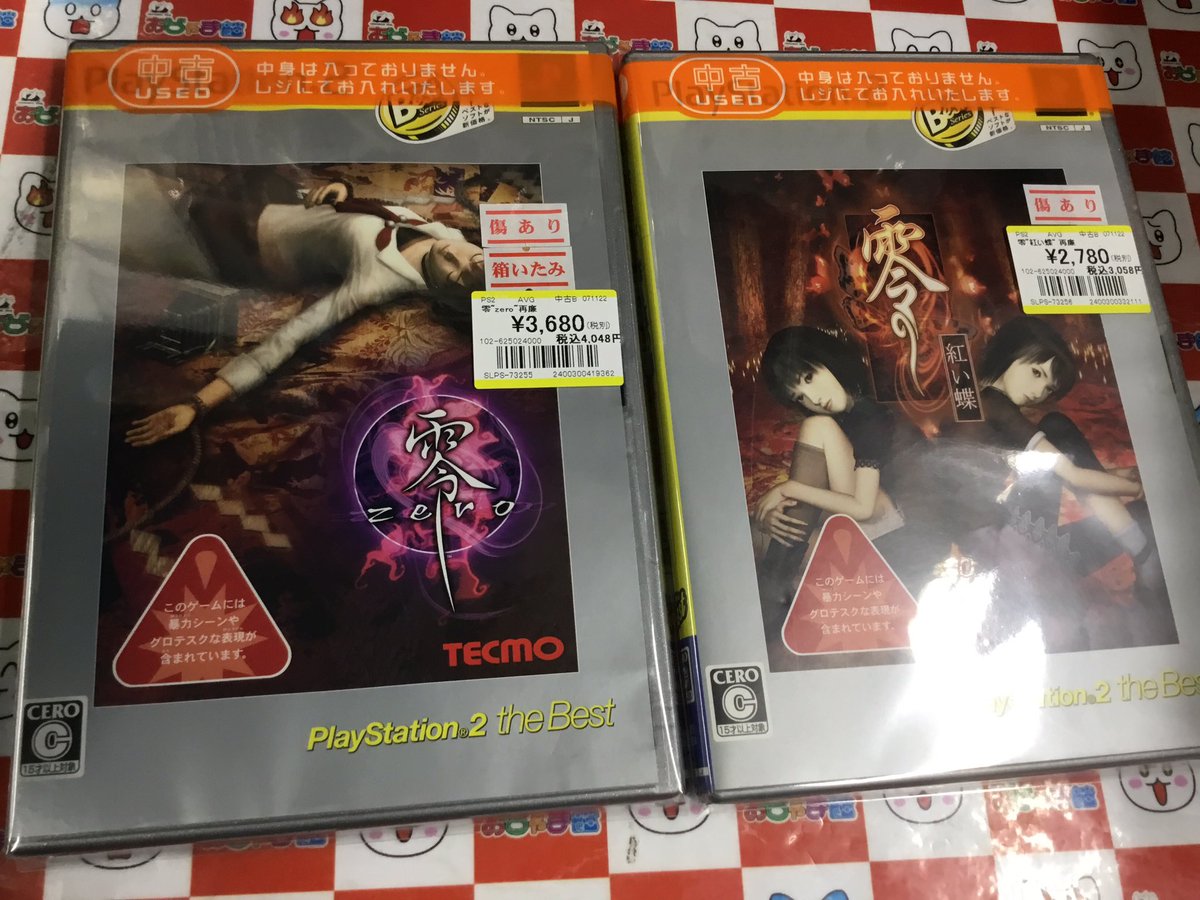 中古
USED
中身は入っておりません。
レジにてお入れいたします。
Series
NTSC J
傷あり
箱いたみ
PS2 AVG 中古B 071122
零"zero"再廉
¥3,680(税別)
102-625024000 税込4,048円
SLPS-73255 2400300419362
零
zero
このゲームには
暴力シーンや
グロテスクな表現が
含まれています。
TECMO
CERO
C
15才以上対象
PlayStation®2 the Best
中古
USED
中身は入っておりません。
レジにてお入れいたします。
Series
NTSC J
傷あり
PS2 AVG 中古B 071122
零"紅い蝶"再廉
¥2,780(税別)
102-625024000 税込3,058円
SLPS-73256 2400300332111
零
紅い蝶
このゲームには
暴力シーンや
グロテスクな表現が
含まれています。
CERO
C
15才以上対象
PlayStation®2 the Best